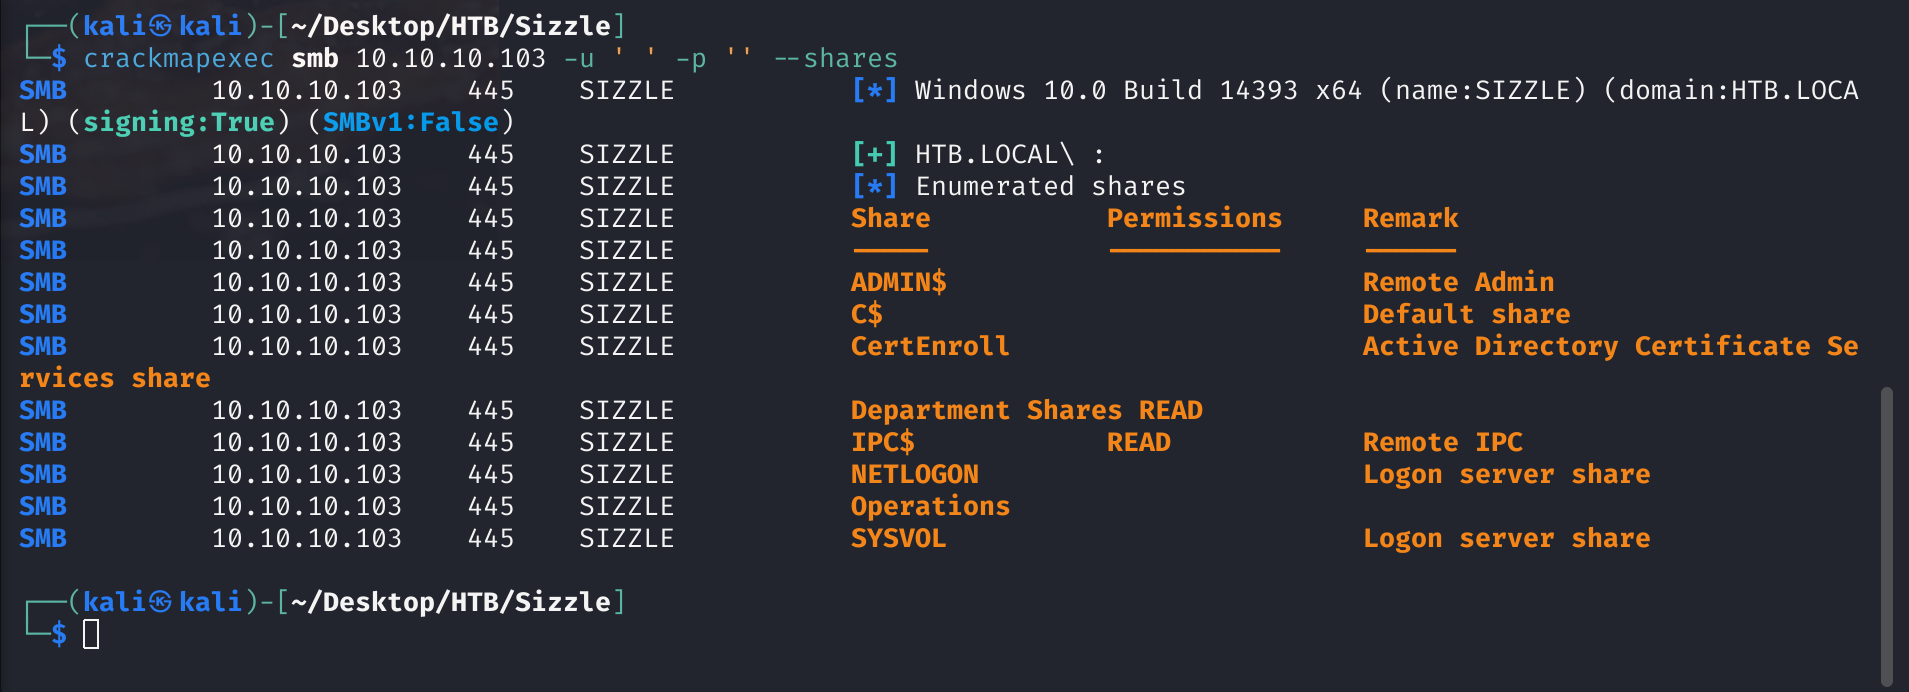 ┌──(kali㉿kali)-[~/Desktop/HTB/Sizzle]
└─$ crackmapexec smb 10.10.10.103 -u ' ' -p '' --shares
SMB         10.10.10.103    445    SIZZLE           [*] Windows 10.0 Build 14393 x64 (name:SIZZLE) (domain:HTB.LOCA
L) (signing:True) (SMBv1:False)
SMB         10.10.10.103    445    SIZZLE           [+] HTB.LOCAL\ :
SMB         10.10.10.103    445    SIZZLE           [*] Enumerated shares
SMB         10.10.10.103    445    SIZZLE           Share           Permissions     Remark
SMB         10.10.10.103    445    SIZZLE           -----           -----------     ------
SMB         10.10.10.103    445    SIZZLE           ADMIN$                          Remote Admin
SMB         10.10.10.103    445    SIZZLE           C$                              Default share
SMB         10.10.10.103    445    SIZZLE           CertEnroll                      Active Directory Certificate Se
rvices share
SMB         10.10.10.103    445    SIZZLE           Department Shares READ
SMB         10.10.10.103    445    SIZZLE           IPC$            READ            Remote IPC
SMB         10.10.10.103    445    SIZZLE           NETLOGON                        Logon server share
SMB         10.10.10.103    445    SIZZLE           Operations
SMB         10.10.10.103    445    SIZZLE           SYSVOL                          Logon server share
┌──(kali㉿kali)-[~/Desktop/HTB/Sizzle]
└─$